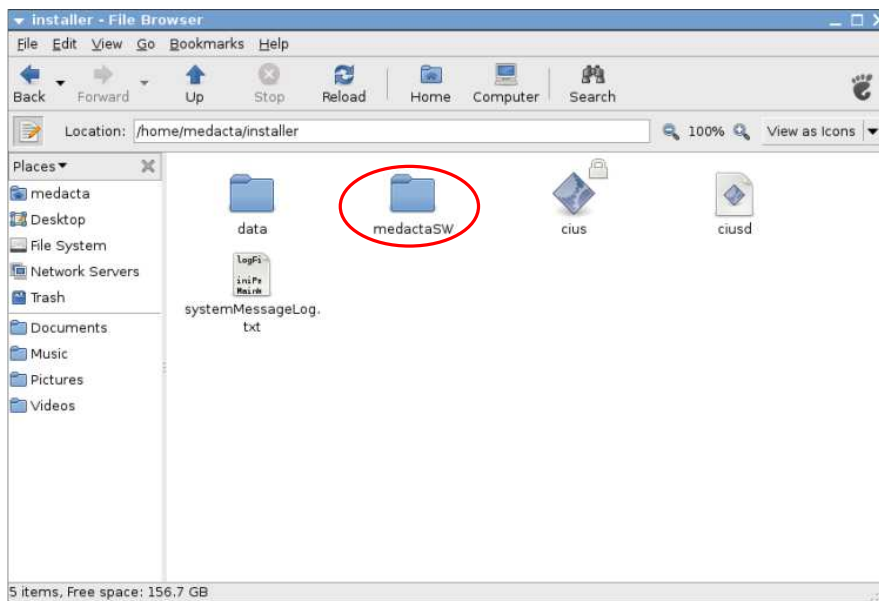 installer - File Browser
File Edit View Go Bookmarks Help
Back Forward Up Stop Reload Home Computer Search
Location: /home/medacta/installer 100% View as Icons
Places
medacta
Desktop
File System
Network Servers
Trash
Documents
Music
Pictures
Videos
data medactaSW cius ciusd
logFi
iniPr
systemMessageLog.
txt
5 items, Free space: 156.7 GB